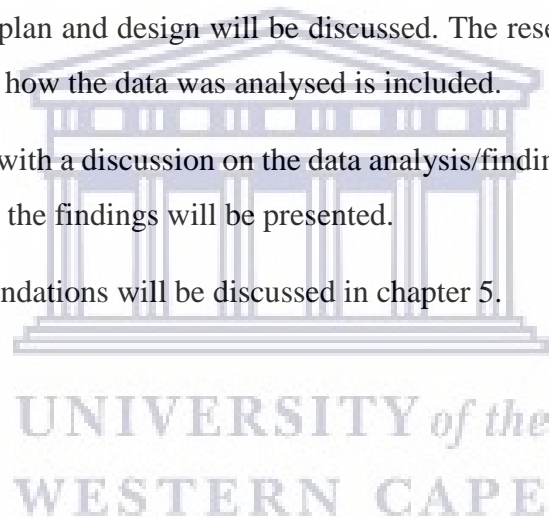 plan and design will be discussed. The rese
how the data was analysed is included.
with a discussion on the data analysis/findin
the findings will be presented.
ndations will be discussed in chapter 5.
UNIVERSITY of the
WESTERN CAPE